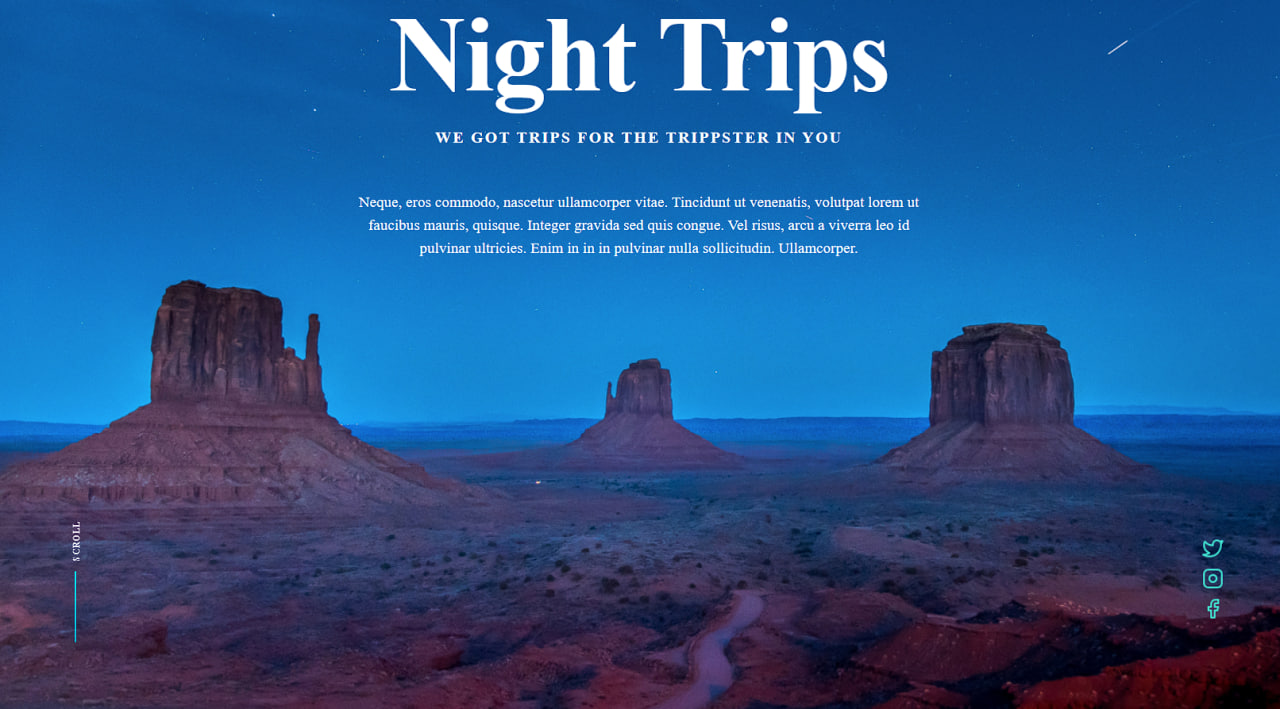 Night Trips
WE GOT TRIPS FOR THE TRIPPSTER IN YOU
Neque, eros commodo, nascetur ullamcorper vitae. Tincidunt ut venenatis, volutpat lorem ut
faucibus mauris, quisque. Integer gravida sed quis congue. Vel risus, arcu a viverra leo id
pulvinar ultricies. Enim in in in pulvinar nulla sollicitudin. Ullamcorper.
SCROLL